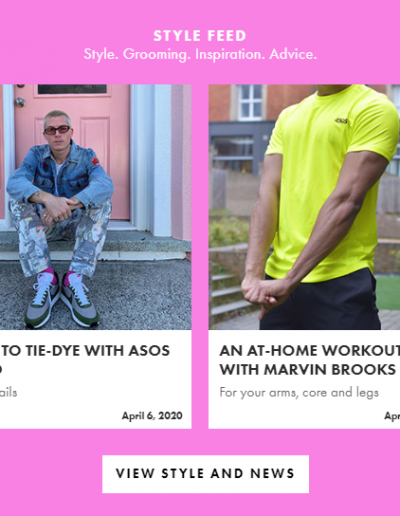 STYLE FEED
Style. Grooming. Inspiration. Advice.
TO TIE-DYE WITH ASOS
April 6, 2020
AN AT-HOME WORKOUT
WITH MARVIN BROOKS
For your arms, core and legs
VIEW STYLE AND NEWS